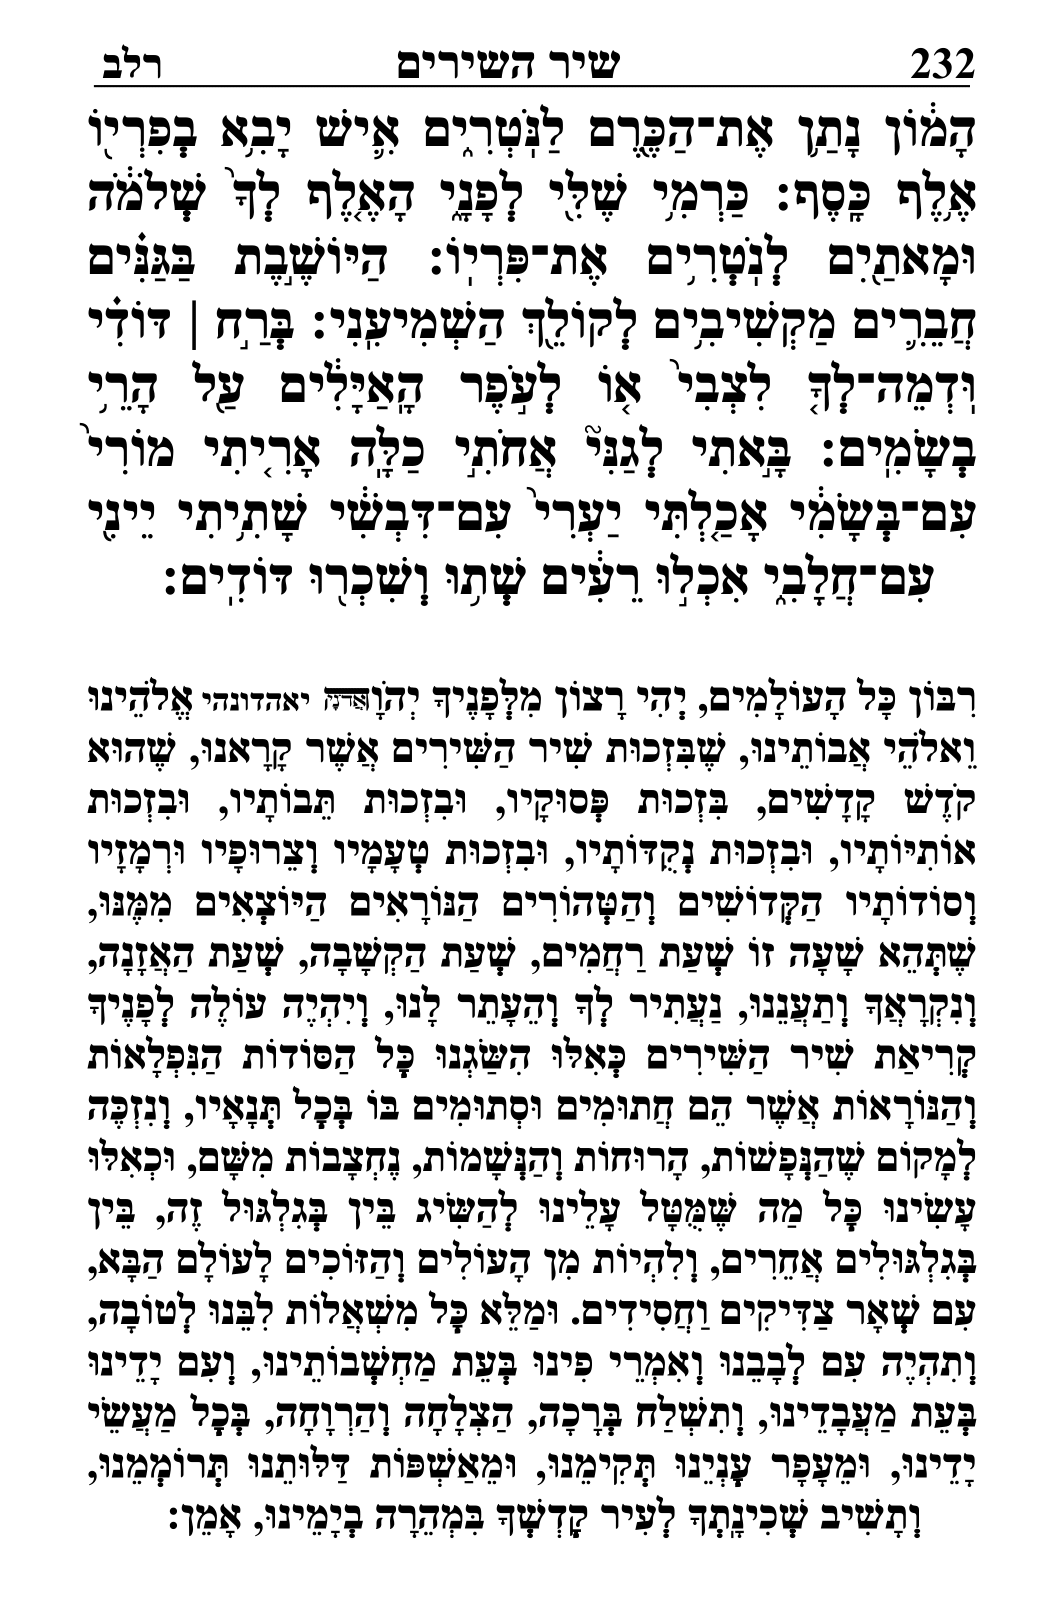 232 שיר השירים רלב
הָמ֔וֹן נָתַ֥ן אֶת־הַכֶּ֖רֶם לַנֹּֽטְרִ֑ים אִ֛ישׁ יָבִ֥א בְּפִרְי֖וֹ
אֶ֥לֶף כָּֽסֶף: כַּרְמִ֥י שֶׁלִּ֖י לְפָנָ֑י הָאֶ֤לֶף לְךָ֙ שְׁלֹמֹ֔ה
וּמָאתַ֖יִם לְנֹֽטְרִ֥ים אֶת־פִּרְיֽוֹ: הַיּוֹשֶׁ֣בֶת בַּגַּנִּ֗ים
חֲבֵרִ֛ים מַקְשִׁיבִ֥ים לְקוֹלֵ֖ךְ הַשְׁמִיעִֽנִי: בְּרַ֣ח | דּוֹדִ֗י
וּֽדְמֵה־לְךָ֤ לִצְבִי֙ א֚וֹ לְעֹ֣פֶר הָֽאַיָּלִ֔ים עַ֖ל הָרֵ֥י
בְשָׂמִֽים: בָּ֣אתִי לְגַנִּי֮ אֲחֹתִ֣י כַלָּה֒ אָרִ֤יתִי מוֹרִי֙
עִם־בְּשָׂמִ֔י אָכַ֤לְתִּי יַעְרִי֙ עִם־דִּבְשִׁ֔י שָׁתִ֥יתִי יֵינִ֖י
עִם־חֲלָבִ֑י אִכְל֣וּ רֵעִ֔ים שְׁת֥וּ וְשִׁכְר֖וּ דּוֹדִֽים:
רִבּוֹן כָּל הָעוֹלָמִים, יְהִי רָצוֹן מִלְּפָנֶיךָ יְהֹוָה אֲדֹנָי יאהדונהי אֱלֹהֵינוּ
וֵאלֹהֵי אֲבוֹתֵינוּ, שֶׁבִּזְכוּת שִׁיר הַשִּׁירִים אֲשֶׁר קָרָאנוּ, שֶׁהוּא
קֹדֶשׁ קָדָשִׁים, בִּזְכוּת פְּסוּקָיו, וּבִזְכוּת תֵּבוֹתָיו, וּבִזְכוּת
אוֹתִיּוֹתָיו, וּבִזְכוּת נְקֻדּוֹתָיו, וּבִזְכוּת טְעָמָיו וְצֵרוּפָיו וּרְמָזָיו
וְסוֹדוֹתָיו הַקְּדוֹשִׁים וְהַטְּהוֹרִים הַנּוֹרָאִים הַיּוֹצְאִים מִמֶּנּוּ,
שֶׁתְּהֵא שָׁעָה זוֹ שְׁעַת רַחֲמִים, שְׁעַת הַקְשָׁבָה, שְׁעַת הַאֲזָנָה,
וְנִקְרָאֲךָ וְתַעֲנֵנוּ, נַעְתִּיר לְךָ וְהֵעָתֵר לָנוּ, וְיִהְיֶה עוֹלֶה לְפָנֶיךָ
קְרִיאַת שִׁיר הַשִּׁירִים כְּאִלּוּ הִשַּׂגְנוּ כָּל הַסּוֹדוֹת הַנִּפְלָאוֹת
וְהַנּוֹרָאוֹת אֲשֶׁר הֵם חֲתוּמִים וּסְתוּמִים בּוֹ בְּכָל תְּנָאָיו, וְנִזְכֶּה
לְמָקוֹם שֶׁהַנְּפָשׁוֹת, הָרוּחוֹת וְהַנְּשָׁמוֹת, נֶחְצָבוֹת מִשָּׁם, וּכְאִלּוּ
עָשִׂינוּ כָּל מַה שֶּׁמֻּטָּל עָלֵינוּ לְהַשִּׂיג בֵּין בְּגִלְגּוּל זֶה, בֵּין
בְּגִלְגּוּלִים אֲחֵרִים, וְלִהְיוֹת מִן הָעוֹלִים וְהַזּוֹכִים לָעוֹלָם הַבָּא,
עִם שְׁאָר צַדִּיקִים וַחֲסִידִים. וּמַלֵּא כָּל מִשְׁאֲלוֹת לִבֵּנוּ לְטוֹבָה,
וְתִהְיֶה עִם לְבָבֵנוּ וְאִמְרֵי פִינוּ בְּעֵת מַחְשְׁבוֹתֵינוּ, וְעִם יָדֵינוּ
בְּעֵת מַעֲבָדֵינוּ, וְתִשְׁלַח בְּרָכָה, הַצְלָחָה וְהַרְוָחָה, בְּכָל מַעֲשֵׂי
יָדֵינוּ, וּמֵעָפָר עָנְיֵנוּ תְּקִימֵנוּ, וּמֵאַשְׁפּוֹת דַּלּוּתֵנוּ תְּרוֹמְמֵנוּ,
וְתָשִׁיב שְׁכִינָתְךָ לְעִיר קָדְשְׁךָ בִּמְהֵרָה בְיָמֵינוּ, אָמֵן: